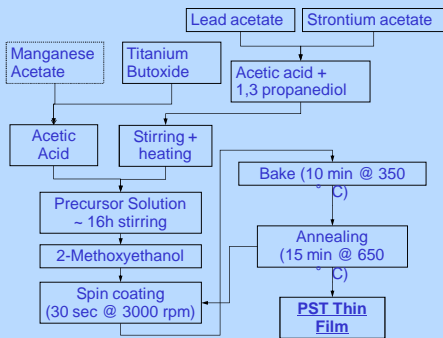 Lead acetate
Strontium acetate
Manganese
Acetate
Titanium
Butoxide
Acetic acid +
1,3 propanediol
Acetic
Acid
Stirring +
heating
Bake (10 min @ 350
° C)
Precursor Solution
~ 16h stirring
Annealing
(15 min @ 650
° C)
2-Methoxyethanol
Spin coating
(30 sec @ 3000 rpm)
PST Thin
Film